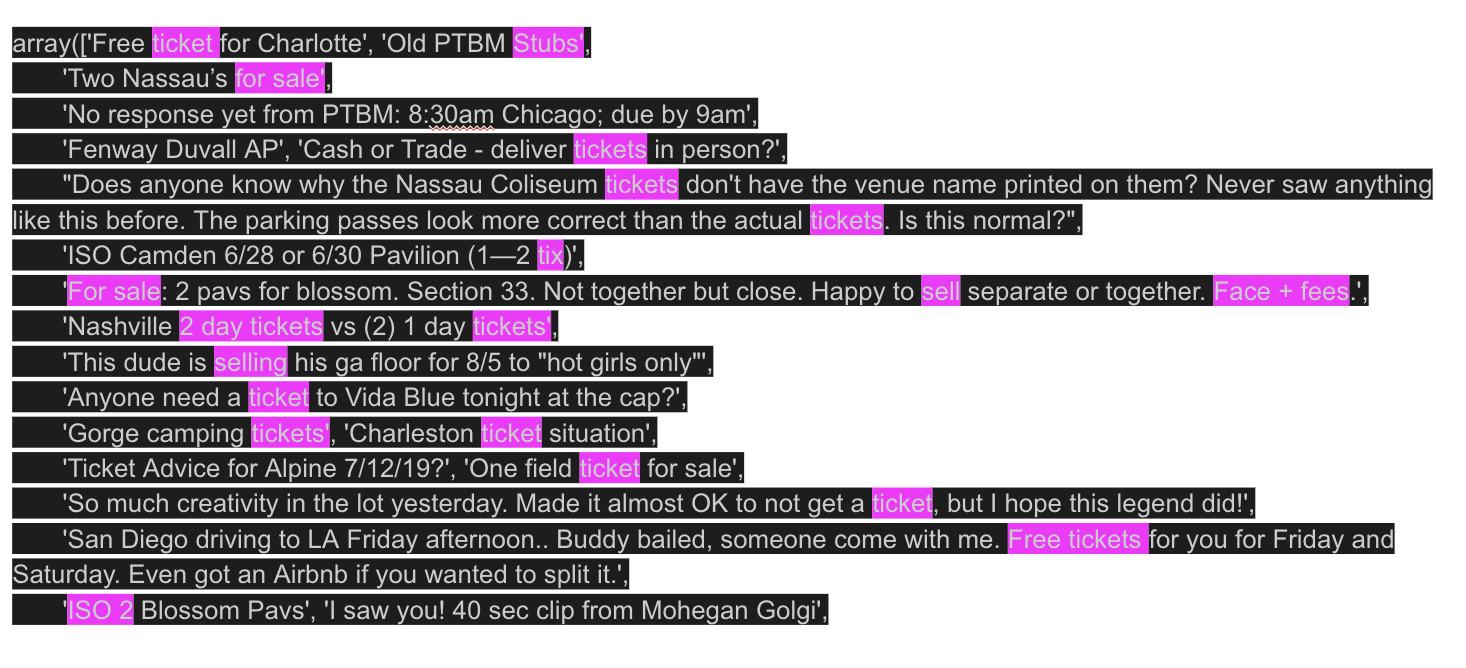 array(['Free ticket for Charlotte', 'Old PTBM Stubs',
'Two Nassau’s for sale',
'No response yet from PTBM: 8:30am Chicago; due by 9am',
'Fenway Duvall AP', 'Cash or Trade - deliver tickets in person?',
"Does anyone know why the Nassau Coliseum tickets don't have the venue name printed on them? Never saw anything
like this before. The parking passes look more correct than the actual tickets. Is this normal?",
'ISO Camden 6/28 or 6/30 Pavilion (1—2 tix)',
'For sale: 2 pavs for blossom. Section 33. Not together but close. Happy to sell separate or together. Face + fees.',
'Nashville 2 day tickets vs (2) 1 day tickets',
'This dude is selling his ga floor for 8/5 to "hot girls only"',
'Anyone need a ticket to Vida Blue tonight at the cap?',
'Gorge camping tickets', 'Charleston ticket situation',
'Ticket Advice for Alpine 7/12/19?', 'One field ticket for sale',
'So much creativity in the lot yesterday. Made it almost OK to not get a ticket, but I hope this legend did!',
'San Diego driving to LA Friday afternoon.. Buddy bailed, someone come with me. Free tickets for you for Friday and
Saturday. Even got an Airbnb if you wanted to split it.',
'ISO 2 Blossom Pavs', 'I saw you! 40 sec clip from Mohegan Golgi',